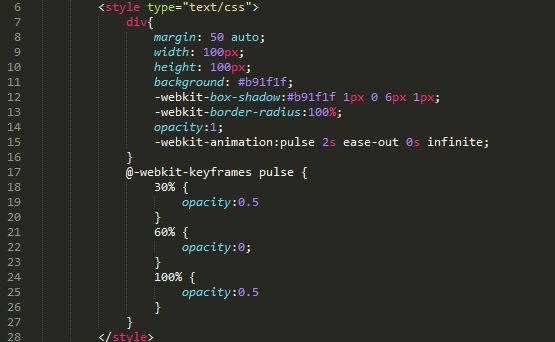 6 <style type="text/css">
7 div{
8 margin: 50 auto;
9 width: 100px;
10 height: 100px;
11 background: #b91f1f;
12 -webkit-box-shadow:#b91f1f 1px 0 6px 1px;
13 -webkit-border-radius:100%;
14 opacity:1;
15 -webkit-animation:pulse 2s ease-out 0s infinite;
16 }
17 @-webkit-keyframes pulse {
18 30% {
19 opacity:0.5
20 }
21 60% {
22 opacity:0;
23 }
24 100% {
25 opacity:0.5
26 }
27 }
28 </style>